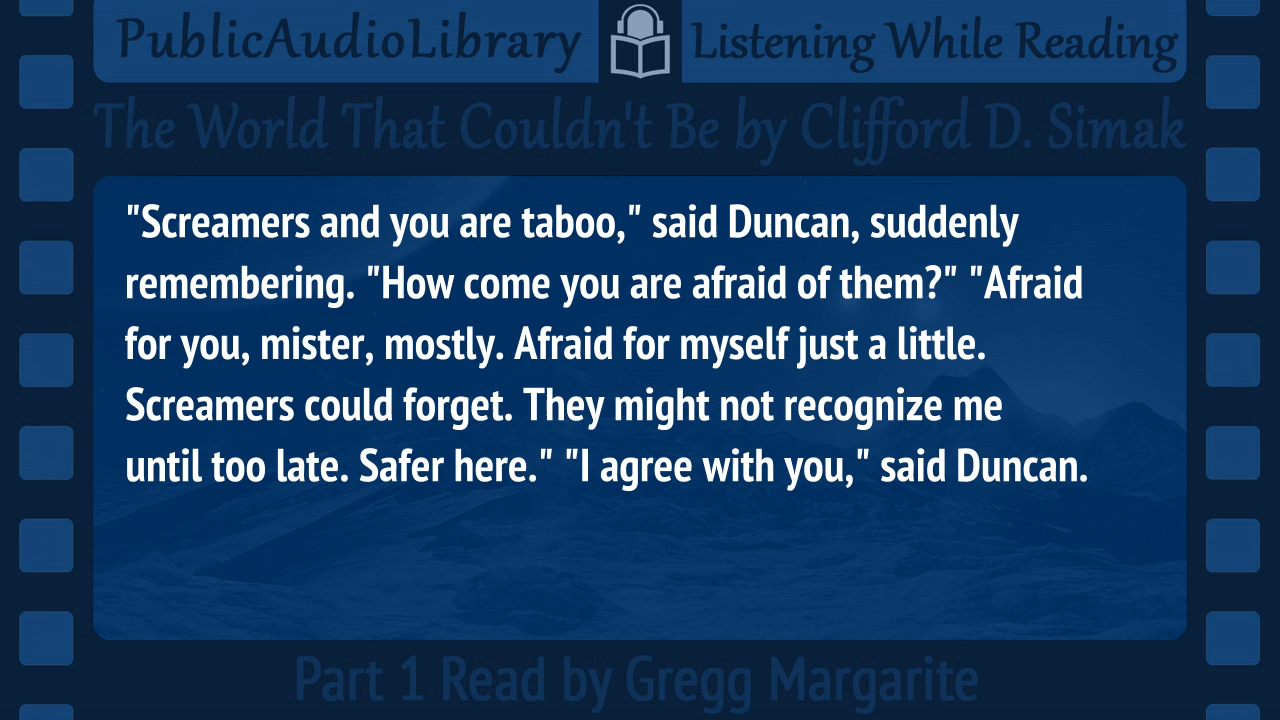 PublicAudioLibrary Listening While Reading
The World That Couldn't Be by Clifford D. Simak
"Screamers and you are taboo," said Duncan, suddenly
remembering. "How come you are afraid of them?" "Afraid
for you, mister, mostly. Afraid for myself just a little.
Screamers could forget. They might not recognize me
until too late. Safer here." "I agree with you," said Duncan.
Part 1 Read by Gregg Margarite